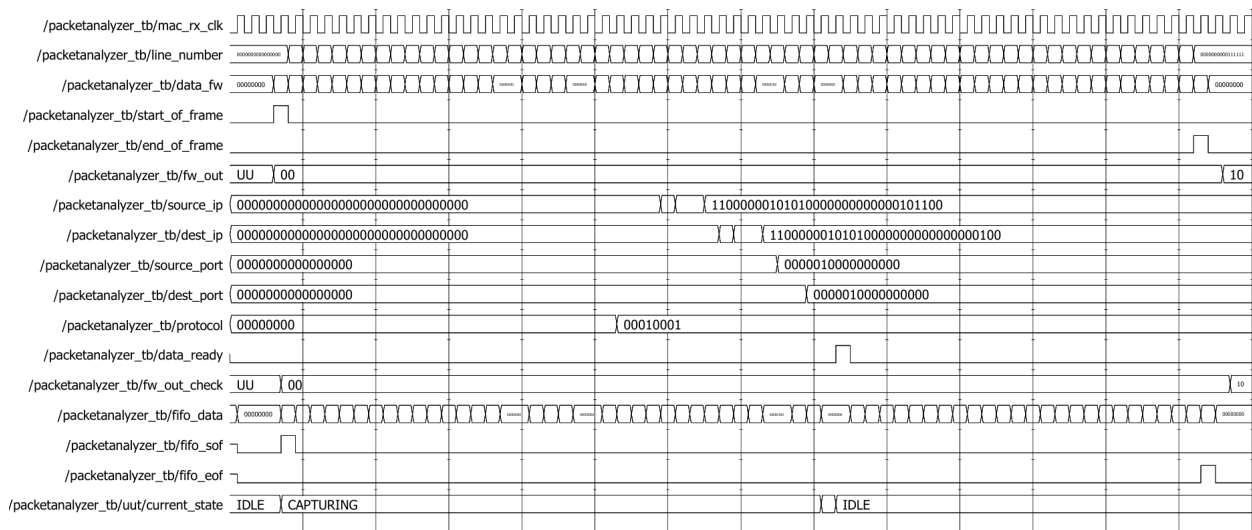 /packetanalyzer_tb/mac_rx_clk
/packetanalyzer_tb/line_number 0000000000000000 0000000000111111
/packetanalyzer_tb/data_fw 00000000 00000000
/packetanalyzer_tb/start_of_frame
/packetanalyzer_tb/end_of_frame
/packetanalyzer_tb/fw_out UU 00 10
/packetanalyzer_tb/source_ip 00000000000000000000000000000000 11000000101010000000000000101100
/packetanalyzer_tb/dest_ip 00000000000000000000000000000000 11000000101010000000000000000100
/packetanalyzer_tb/source_port 0000000000000000 0000010000000000
/packetanalyzer_tb/dest_port 0000000000000000 0000010000000000
/packetanalyzer_tb/protocol 00000000 00010001
/packetanalyzer_tb/data_ready
/packetanalyzer_tb/fw_out_check UU 00 10
/packetanalyzer_tb/fifo_data 00000000 00000000
/packetanalyzer_tb/fifo_sof
/packetanalyzer_tb/fifo_eof
/packetanalyzer_tb/uut/current_state IDLE CAPTURING IDLE